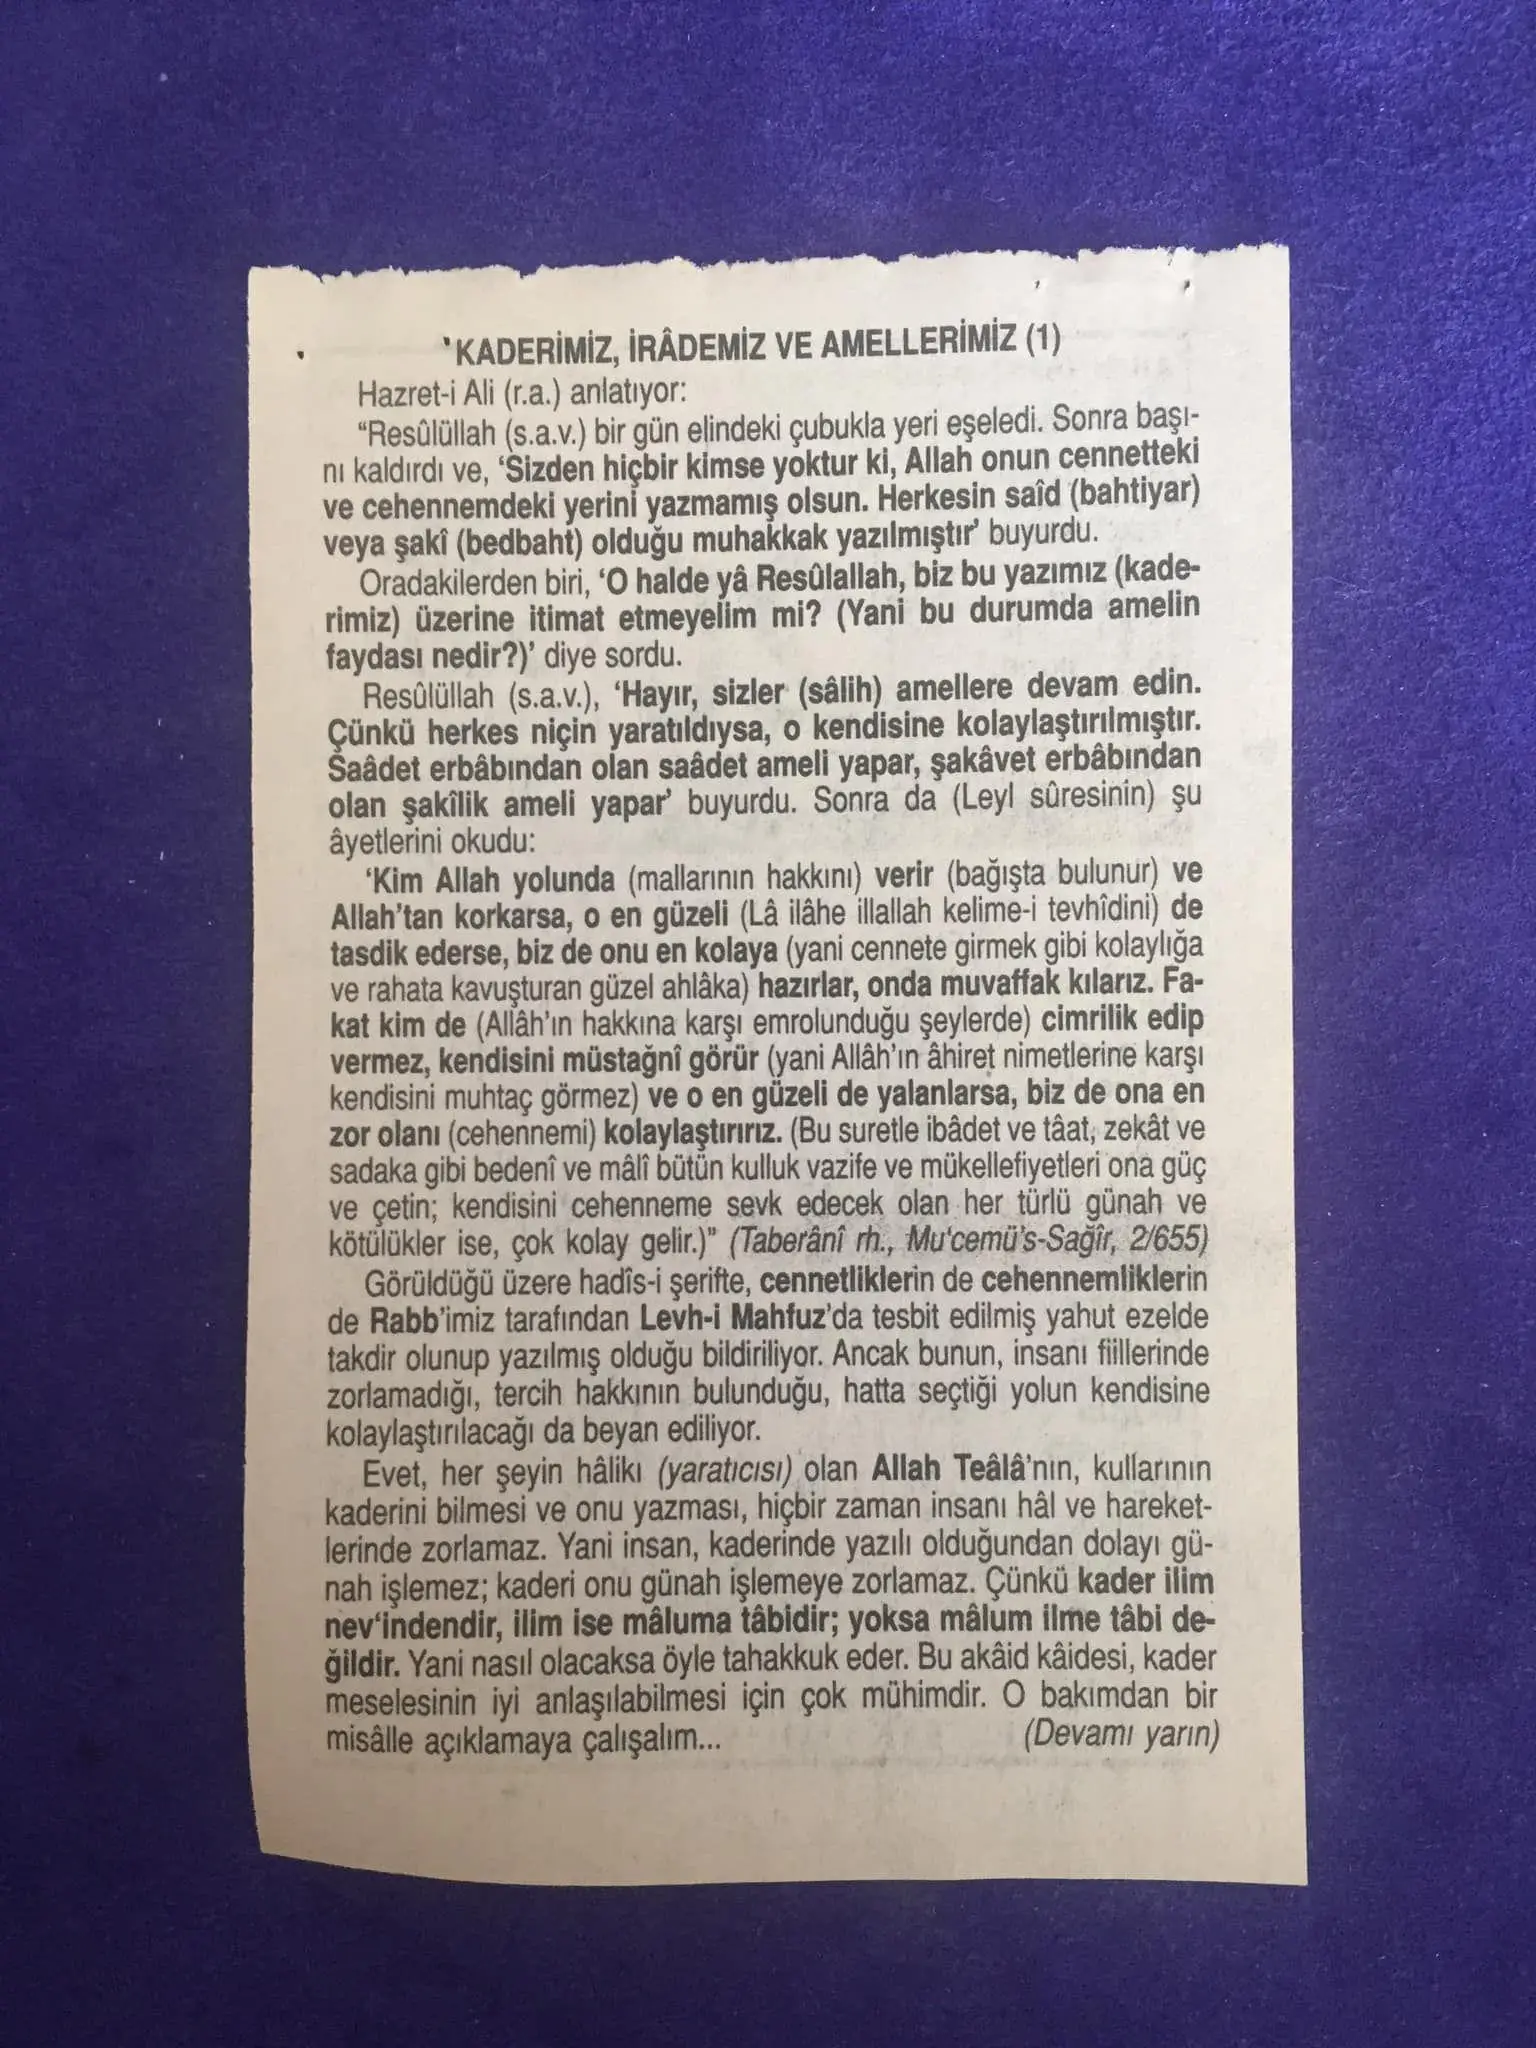 'KADERİMİZ, İRÂDEMİZ VE AMELLERİMİZ (1)
Hazret-i Ali (r.a.) anlatıyor:
“Resûlüllah (s.a.v.) bir gün elindeki çubukla yeri eşeledi. Sonra başı-
nı kaldırdı ve, ‘Sizden hiçbir kimse yoktur ki, Allah onun cennetteki
ve cehennemdeki yerini yazmamış olsun. Herkesin saîd (bahtiyar)
veya şakî (bedbaht) olduğu muhakkak yazılmıştır’ buyurdu.
Oradakilerden biri, ‘O halde yâ Resûlallah, biz bu yazımız (kade-
rimiz) üzerine itimat etmeyelim mi? (Yani bu durumda amelin
faydası nedir?)’ diye sordu.
Resûlüllah (s.a.v.), ‘Hayır, sizler (sâlih) amellere devam edin.
Çünkü herkes niçin yaratıldıysa, o kendisine kolaylaştırılmıştır.
Saâdet erbâbından olan saâdet ameli yapar, şakâvet erbâbından
olan şakîlik ameli yapar’ buyurdu. Sonra da (Leyl sûresinin) şu
âyetlerini okudu:
‘Kim Allah yolunda (mallarının hakkını) verir (bağışta bulunur) ve
Allah’tan korkarsa, o en güzeli (Lâ ilâhe illallah kelime-i tevhîdini) de
tasdik ederse, biz de onu en kolaya (yani cennete girmek gibi kolaylığa
ve rahata kavuşturan güzel ahlâka) hazırlar, onda muvaffak kılarız. Fa-
kat kim de (Allâh’ın hakkına karşı emrolunduğu şeylerde) cimrilik edip
vermez, kendisini müstağnî görür (yani Allâh’ın âhiret nimetlerine karşı
kendisini muhtaç görmez) ve o en güzeli de yalanlarsa, biz de ona en
zor olanı (cehennemi) kolaylaştırırız. (Bu suretle ibâdet ve tâat, zekât ve
sadaka gibi bedenî ve mâlî bütün kulluk vazife ve mükellefiyetleri ona güç
ve çetin; kendisini cehenneme sevk edecek olan her türlü günah ve
kötülükler ise, çok kolay gelir.)” (Taberânî rh., Mu‘cemü’s-Sağîr, 2/655)
Görüldüğü üzere hadîs-i şerifte, cennetliklerin de cehennemliklerin
de Rabb’imiz tarafından Levh-i Mahfuz’da tesbit edilmiş yahut ezelde
takdir olunup yazılmış olduğu bildiriliyor. Ancak bunun, insanı fiillerinde
zorlamadığı, tercih hakkının bulunduğu, hatta seçtiği yolun kendisine
kolaylaştırılacağı da beyan ediliyor.
Evet, her şeyin hâlikı (yaratıcısı) olan Allah Teâlâ’nın, kullarının
kaderini bilmesi ve onu yazması, hiçbir zaman insanı hâl ve hareket-
lerinde zorlamaz. Yani insan, kaderinde yazılı olduğundan dolayı gü-
nah işlemez; kaderi onu günah işlemeye zorlamaz. Çünkü kader ilim
nev‘indendir, ilim ise mâluma tâbidir; yoksa mâlum ilme tâbi de-
ğildir. Yani nasıl olacaksa öyle tahakkuk eder. Bu akâid kâidesi, kader
meselesinin iyi anlaşılabilmesi için çok mühimdir. O bakımdan bir
misâlle açıklamaya çalışalım... (Devamı yarın)